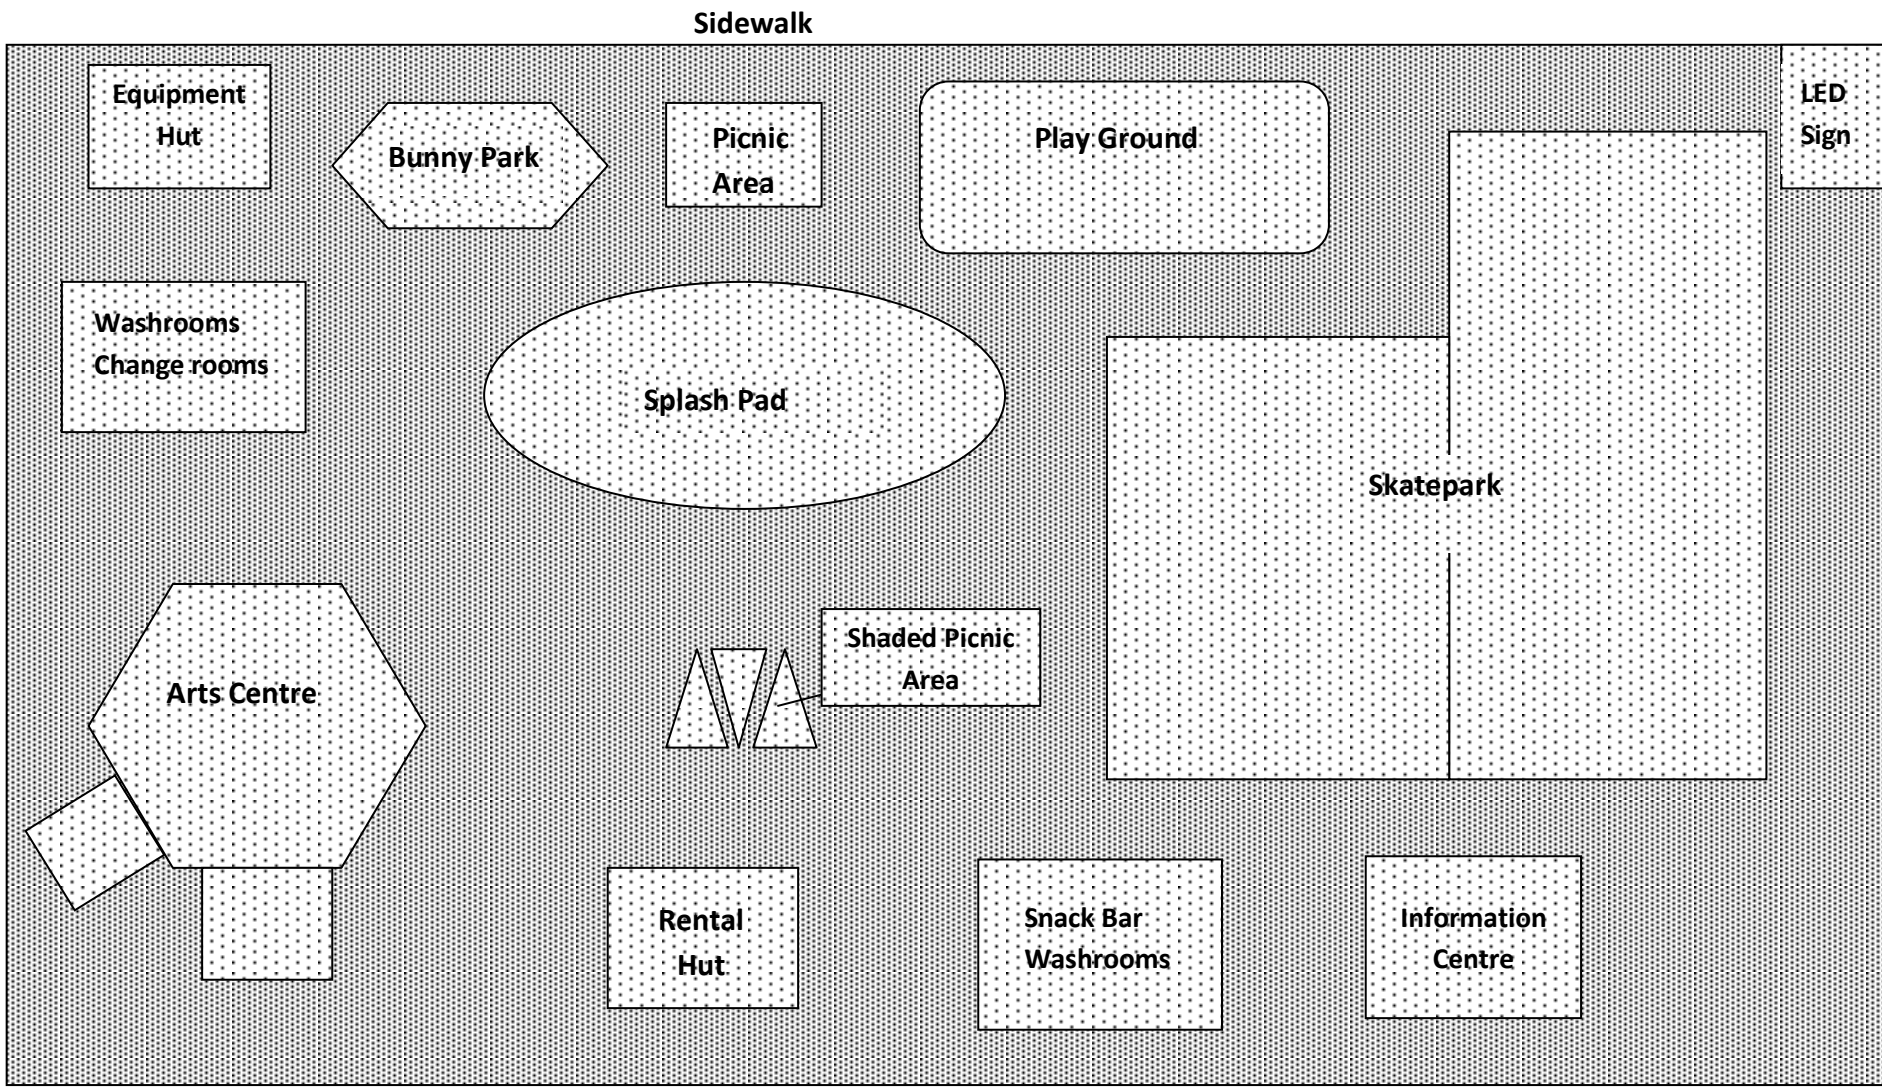 Sidewalk
Equipment
Hut
Bunny Park
Picnic
Area
Play Ground
LED
Sign
Washrooms
Change rooms
Splash Pad
Skatepark
Arts Centre
Shaded Picnic
Area
Rental
Hut
Snack Bar
Washrooms
Information
Centre